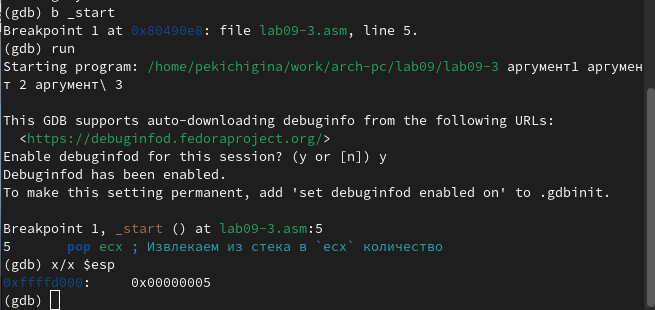 (gdb) b _start
Breakpoint 1 at 0x80490e8: file lab09-3.asm, line 5.
(gdb) run
Starting program: /home/pekichigina/work/arch-pc/lab09/lab09-3 аргумент1 аргумен
т 2 аргумент\ 3
This GDB supports auto-downloading debuginfo from the following URLs:
<https://debuginfod.fedoraproject.org/>
Enable debuginfod for this session? (y or [n]) y
Debuginfod has been enabled.
To make this setting permanent, add 'set debuginfod enabled on' to .gdbinit.
Breakpoint 1, _start () at lab09-3.asm:5
5 pop ecx ; Извлекаем из стека в `ecx` количество
(gdb) x/x $esp
0xffffd000: 0x00000005
(gdb)